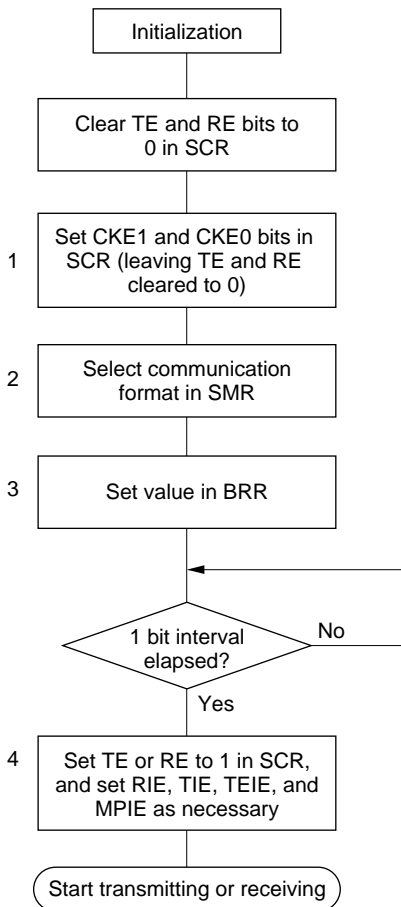 Initialization
Clear TE and RE bits to
0 in SCR
1
Set CKE1 and CKE0 bits in
SCR (leaving TE and RE
cleared to 0)
2
Select communication
format in SMR
3
Set value in BRR
1 bit interval
elapsed?
No
Yes
4
Set TE or RE to 1 in SCR,
and set RIE, TIE, TEIE, and
MPIE as necessary
Start transmitting or receiving